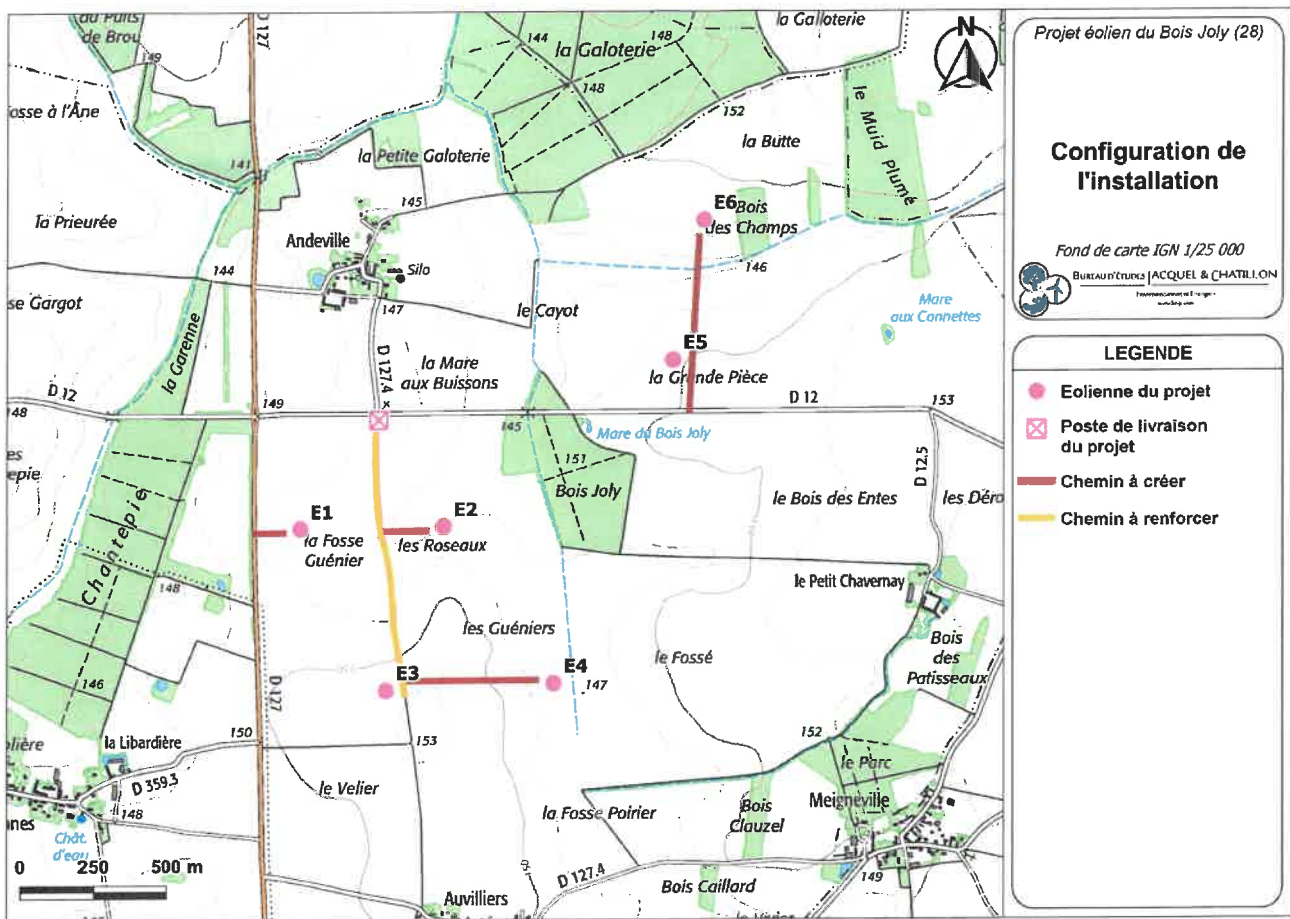 du Puits
de Brou
149
D 127
la Galoterie
144
148
148
152
la Galoterie
N
le Muid Plumé
la Butte
osse à l'Âne
141
la Petite Galoterie
la Prieurée
145
Andeville
Silo
144
147
E6
Bois
des Champs
146
se Gargot
la Garenne
le Cayot
Mare
aux Cannettes
D 127.4
la Mare
aux Buissons
E5
la Grande Pièce
D 12
148
149
145
D 12
153
Mare du Bois Joly
es
epie
Chantepie
151
Bois Joly
D 12.5
le Bois des Entes
les Déro
E1
la Fosse
Guénier
E2
les Roseaux
148
le Petit Chavernay
les Guéniers
Bois
des
Patisseaux
le Fossé
146
D 127
E3
E4
147
olière
la Libardière
150
153
152
le Parc
D 359.3
le Velier
la Fosse Poirier
Bois
Clauzel
Meigneville
nnes
148
Chât.
d'eau
0 250 500 m
Auvilliers
D 127.4
Bois Caillard
149
Projet éolien du Bois Joly (28)
Configuration de
l'installation
Fond de carte IGN 1/25 000
BUREAU D'ÉTUDES JACQUEL & CHATILLON
LEGENDE
Eolienne du projet
Poste de livraison
du projet
Chemin à créer
Chemin à renforcer